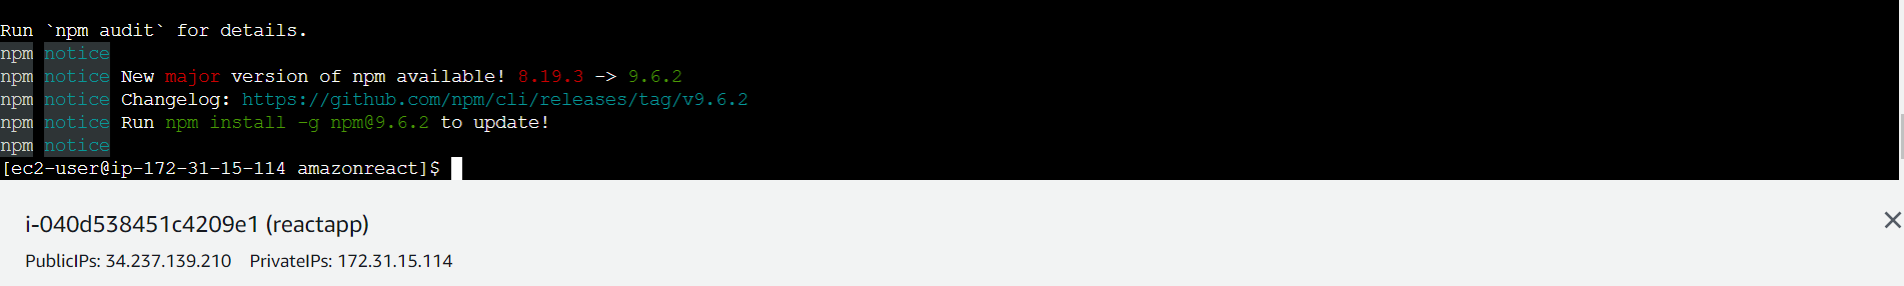 Run `npm audit` for details.
npm notice
npm notice New major version of npm available! 8.19.3 -> 9.6.2
npm notice Changelog: https://github.com/npm/cli/releases/tag/v9.6.2
npm notice Run npm install -g npm@9.6.2 to update!
npm notice
[ec2-user@ip-172-31-15-114 amazonreact]$
i-040d538451c4209e1 (reactapp)
PublicIPs: 34.237.139.210 PrivateIPs: 172.31.15.114